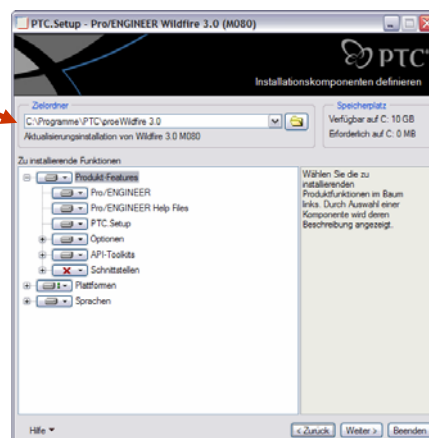 PTC.Setup - Pro/ENGINEER Wildfire 3.0 (M080)
PTC
Installationskomponenten definieren
Zielordner
C:\Programme\PTC\proeWildfire 3.0
Aktualisierungsinstallation von Wildfire 3.0 M080
Speicherplatz
Verfügbar auf C: 10 GB
Erforderlich auf C: 0 MB
Zu installierende Funktionen
Produkt-Features
Pro/ENGINEER
Pro/ENGINEER Help Files
PTC.Setup
Optionen
API-Toolkits
Schnittstellen
Plattformen
Sprachen
Wählen Sie die zu
installierenden
Produktfunktionen im Baum
links. Durch Auswahl einer
Komponente wird deren
Beschreibung angezeigt.
Hilfe
< Zurück
Weiter >
Beenden